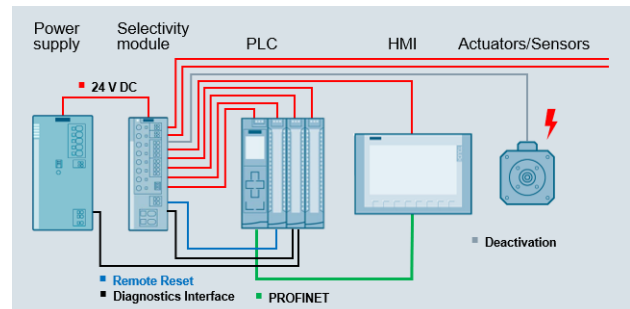 Power supply
Selectivity module
PLC
HMI
Actuators/Sensors
24 V DC
Deactivation
Remote Reset
Diagnostics Interface
PROFINET